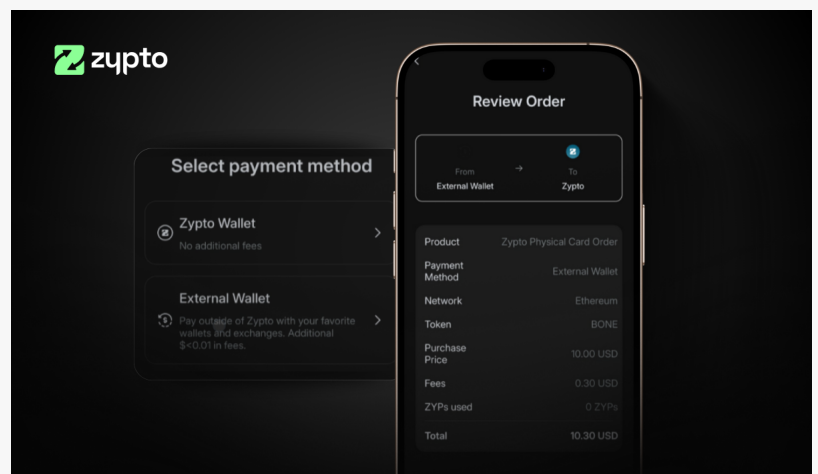 zypto
Select payment method
Zypto Wallet
No additional fees
External Wallet
Pay outside of Zypto with your favorite
wallets and exchanges. Additional
$<0.01 in fees.
Review Order
From
External Wallet
→
To
Zypto
Product
Zypto Physical Card Order
Payment
Method
External Wallet
Network
Ethereum
Token
BONE
Purchase
Price
10.00 USD
Fees
0.30 USD
ZYPs used
0 ZYPs
Total
10.30 USD